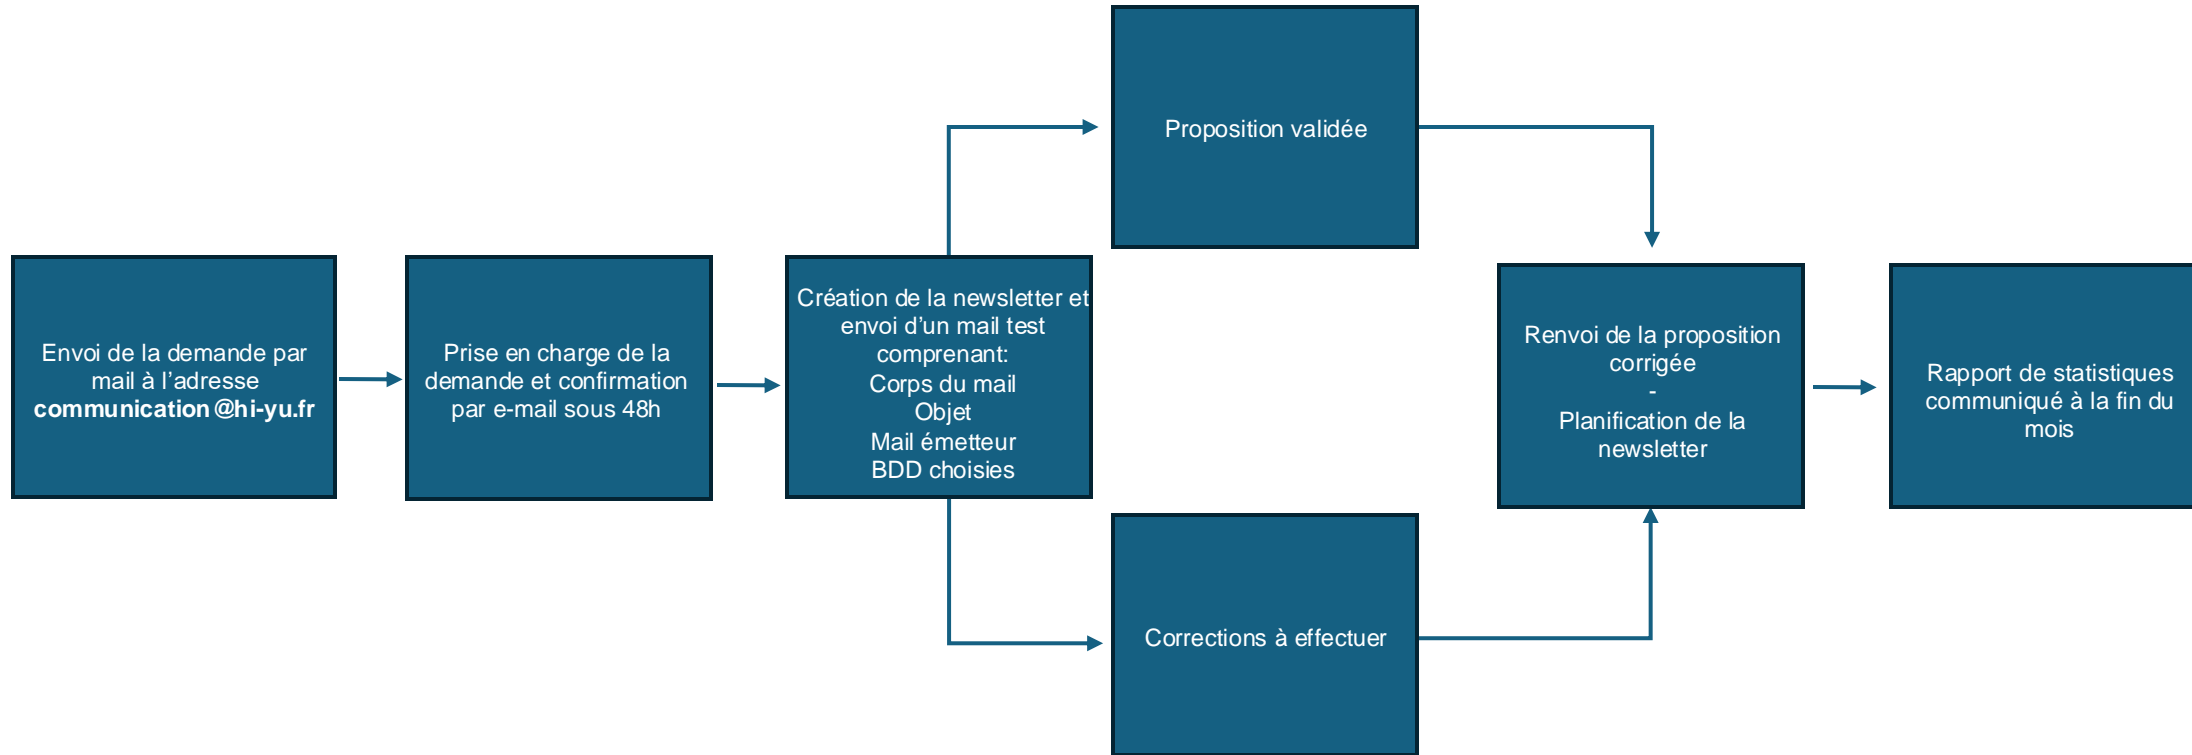 Envoi de la demande par
mail à l’adresse
communication@hi-yu.fr
Prise en charge de la
demande et confirmation
par e-mail sous 48h
Création de la newsletter et
envoi d’un mail test
comprenant:
Corps du mail
Objet
Mail émetteur
BDD choisies
Proposition validée
Corrections à effectuer
Renvoi de la proposition
corrigée
-
Planification de la
newsletter
Rapport de statistiques
communiqué à la fin du
mois